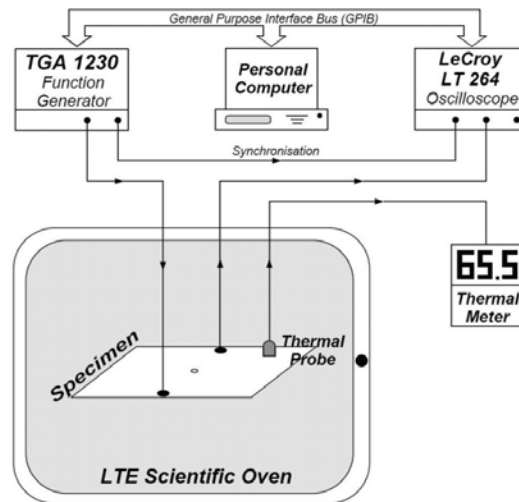 General Purpose Interface Bus (GPIB)
TGA 1230
Function
Generator
Personal
Computer
LeCroy
LT 264
Oscilloscope
Synchronisation
65.5
Thermal
Meter
Thermal
Probe
Specimen
LTE Scientific Oven